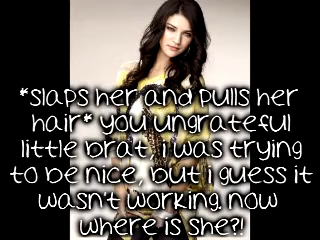 *slaps her and pulls her
hair* you ungrateful
little brat. i was trying
to be nice, but i guess it
wasn't working. now
where is she?!